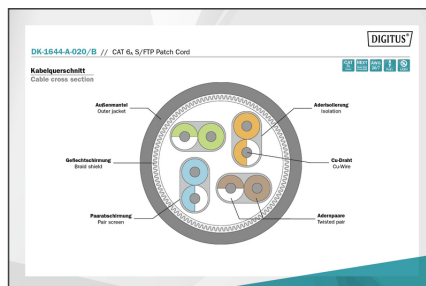 DIGITUS®
DK-1644-A-020/B // CAT 6A S/FTP Patch Cord
Kabelquerschnitt
Cable cross section
Außenmantel
Outer jacket
Aderisolierung
Isolation
Geflechtschirmung
Braid shield
Cu-Draht
Cu-Wire
Paarabschirmung
Pair screen
Adernpaare
Twisted pair